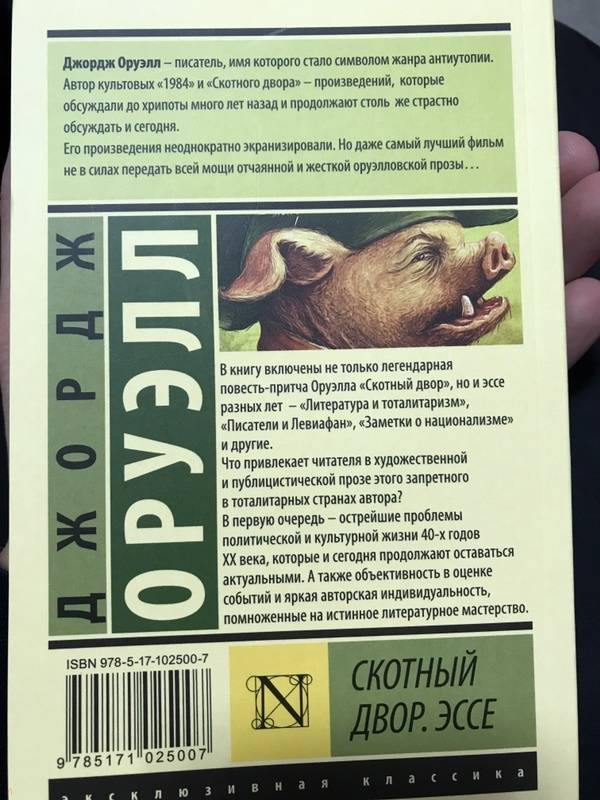 Джордж Оруэлл – писатель, имя которого стало символом жанра антиутопии.
Автор культовых «1984» и «Скотного двора» – произведений, которые
обсуждали до хрипоты много лет назад и продолжают столь же страстно
обсуждать и сегодня.
Его произведения неоднократно экранизировали. Но даже самый лучший фильм
не в силах передать всей мощи отчаянной и жесткой оруэлловской прозы...
ДЖОРДЖ
ОРУЭЛЛ
В книгу включены не только легендарная
повесть-притча Оруэлла «Скотный двор», но и эссе
разных лет – «Литература и тоталитаризм»,
«Писатели и Левиафан», «Заметки о национализме»
и другие.
Что привлекает читателя в художественной
и публицистической прозе этого запретного
в тоталитарных странах автора?
В первую очередь – острейшие проблемы
политической и культурной жизни 40-х годов
XX века, которые и сегодня продолжают оставаться
актуальными. А также объективность в оценке
событий и яркая авторская индивидуальность,
помноженные на истинное литературное мастерство.
ISBN 978-5-17-102500-7
9 785171 025007
N
СКОТНЫЙ
ДВОР. ЭССЕ
эксклюзивная классика